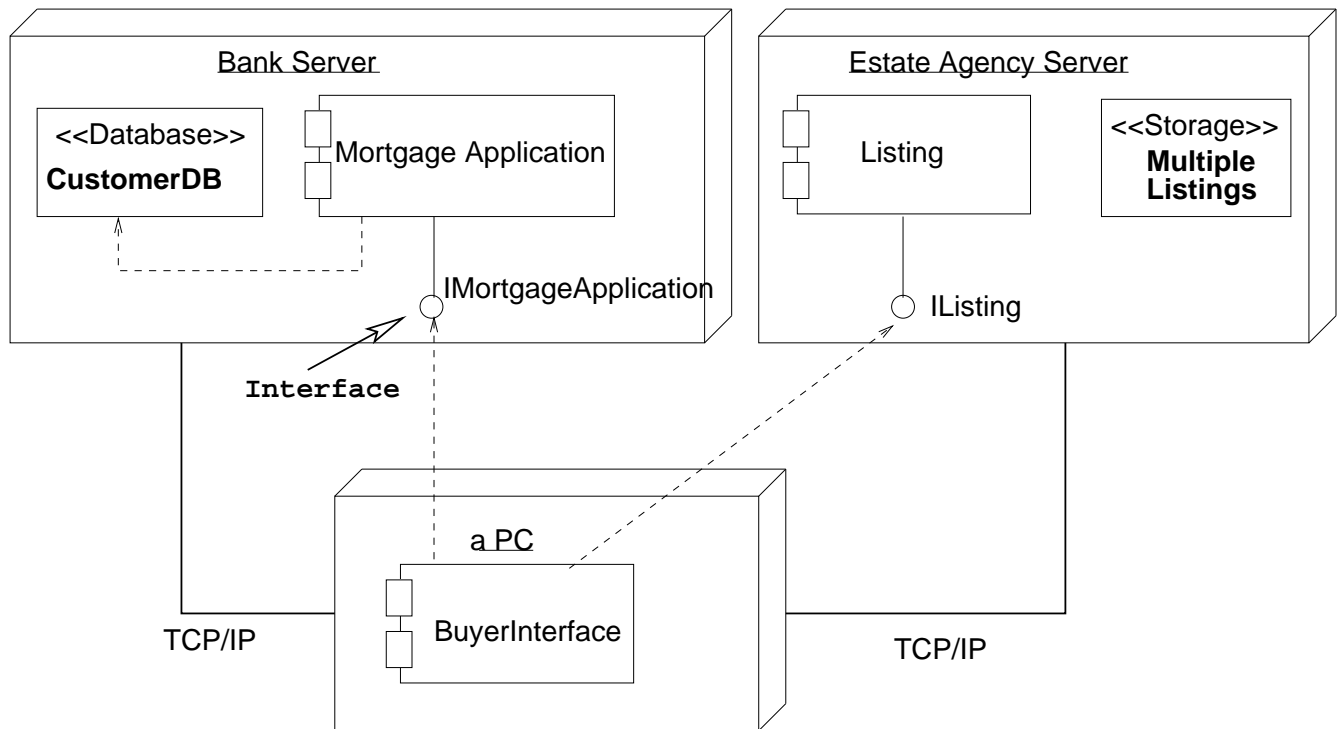 Bank Server
<<Database>>
CustomerDB
Mortgage Application
IMortgageApplication
Interface
Estate Agency Server
Listing
<<Storage>>
Multiple
Listings
IListing
a PC
BuyerInterface
TCP/IP
TCP/IP